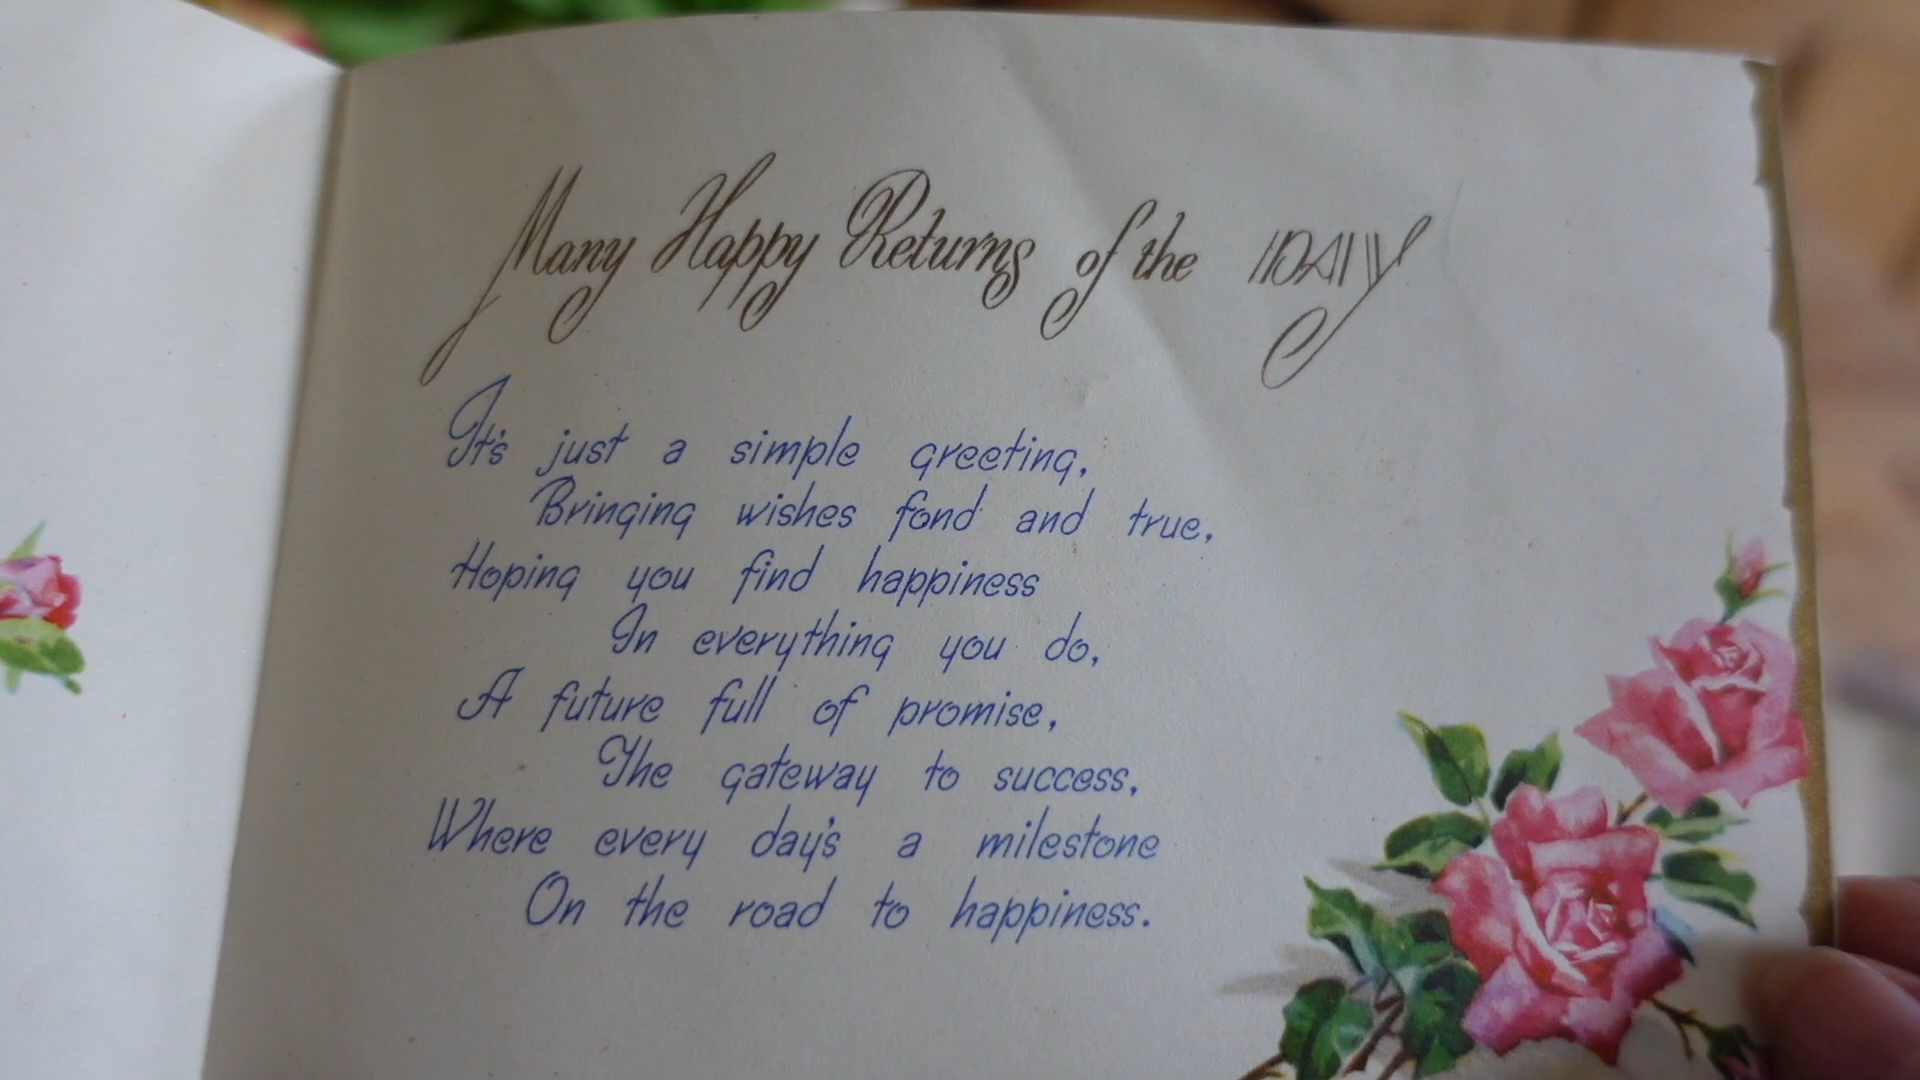 Many Happy Returns of the DAY
It's just a simple greeting,
Bringing wishes fond and true,
Hoping you find happiness
In everything you do,
A future full of promise,
The gateway to success,
Where every day's a milestone
On the road to happiness.